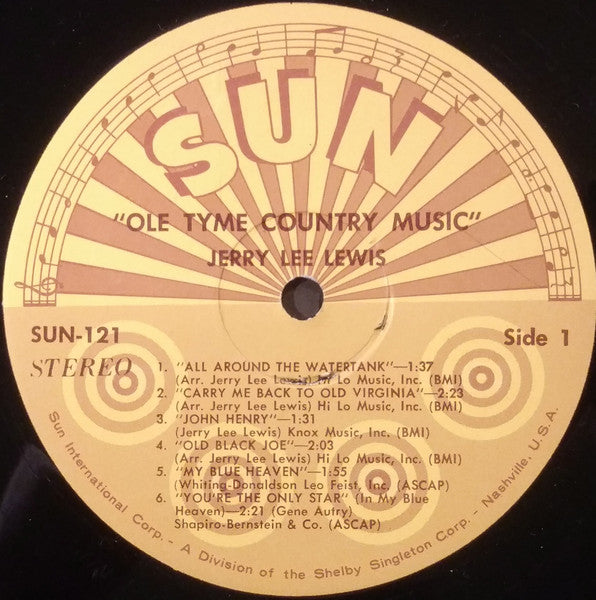 SUN
"OLE TYME COUNTRY MUSIC"
JERRY LEE LEWIS
SUN-121
Side 1
STEREO
1. "ALL AROUND THE WATERTANK"—1:37
(Arr. Jerry Lee Lewis) Hi Lo Music, Inc. (BMI)
2. "CARRY ME BACK TO OLD VIRGINIA"—2:23
(Arr. Jerry Lee Lewis) Hi Lo Music, Inc. (BMI)
3. "JOHN HENRY"—1:31
(Jerry Lee Lewis) Knox Music, Inc. (BMI)
4. "OLD BLACK JOE"—2:03
(Arr. Jerry Lee Lewis) Hi Lo Music, Inc. (BMI)
5. "MY BLUE HEAVEN"—1:55
(Whiting-Donaldson Leo Feist, Inc. (ASCAP)
6. "YOU'RE THE ONLY STAR" (In My Blue
Heaven)—2:21 (Gene Autry)
Shapiro-Bernstein & Co. (ASCAP)
Sun International Corp. - A Division of the Shelby Singleton Corp. - Nashville, U.S.A.